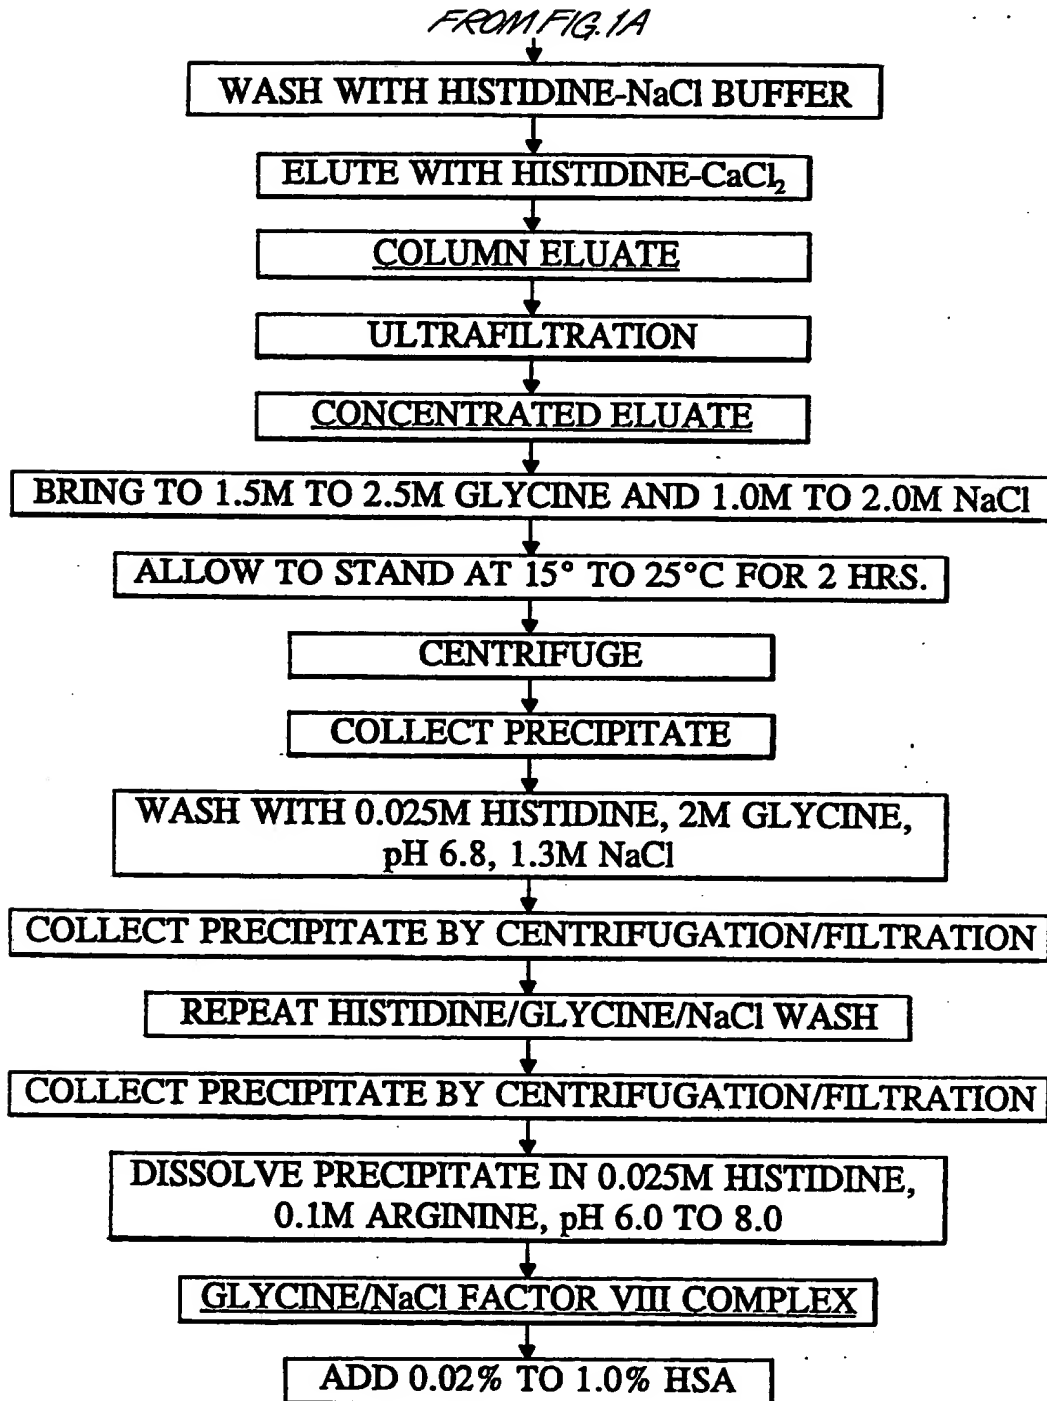 FROM FIG. 1A
WASH WITH HISTIDINE-NaCl BUFFER
ELUTE WITH HISTIDINE-CaCl₂
COLUMN ELUATE
ULTRAFILTRATION
CONCENTRATED ELUATE
BRING TO 1.5M TO 2.5M GLYCINE AND 1.0M TO 2.0M NaCl
ALLOW TO STAND AT 15° TO 25°C FOR 2 HRS.
CENTRIFUGE
COLLECT PRECIPITATE
WASH WITH 0.025M HISTIDINE, 2M GLYCINE,
pH 6.8, 1.3M NaCl
COLLECT PRECIPITATE BY CENTRIFUGATION/FILTRATION
REPEAT HISTIDINE/GLYCINE/NaCl WASH
COLLECT PRECIPITATE BY CENTRIFUGATION/FILTRATION
DISSOLVE PRECIPITATE IN 0.025M HISTIDINE,
0.1M ARGININE, pH 6.0 TO 8.0
GLYCINE/NaCl FACTOR VIII COMPLEX
ADD 0.02% TO 1.0% HSA